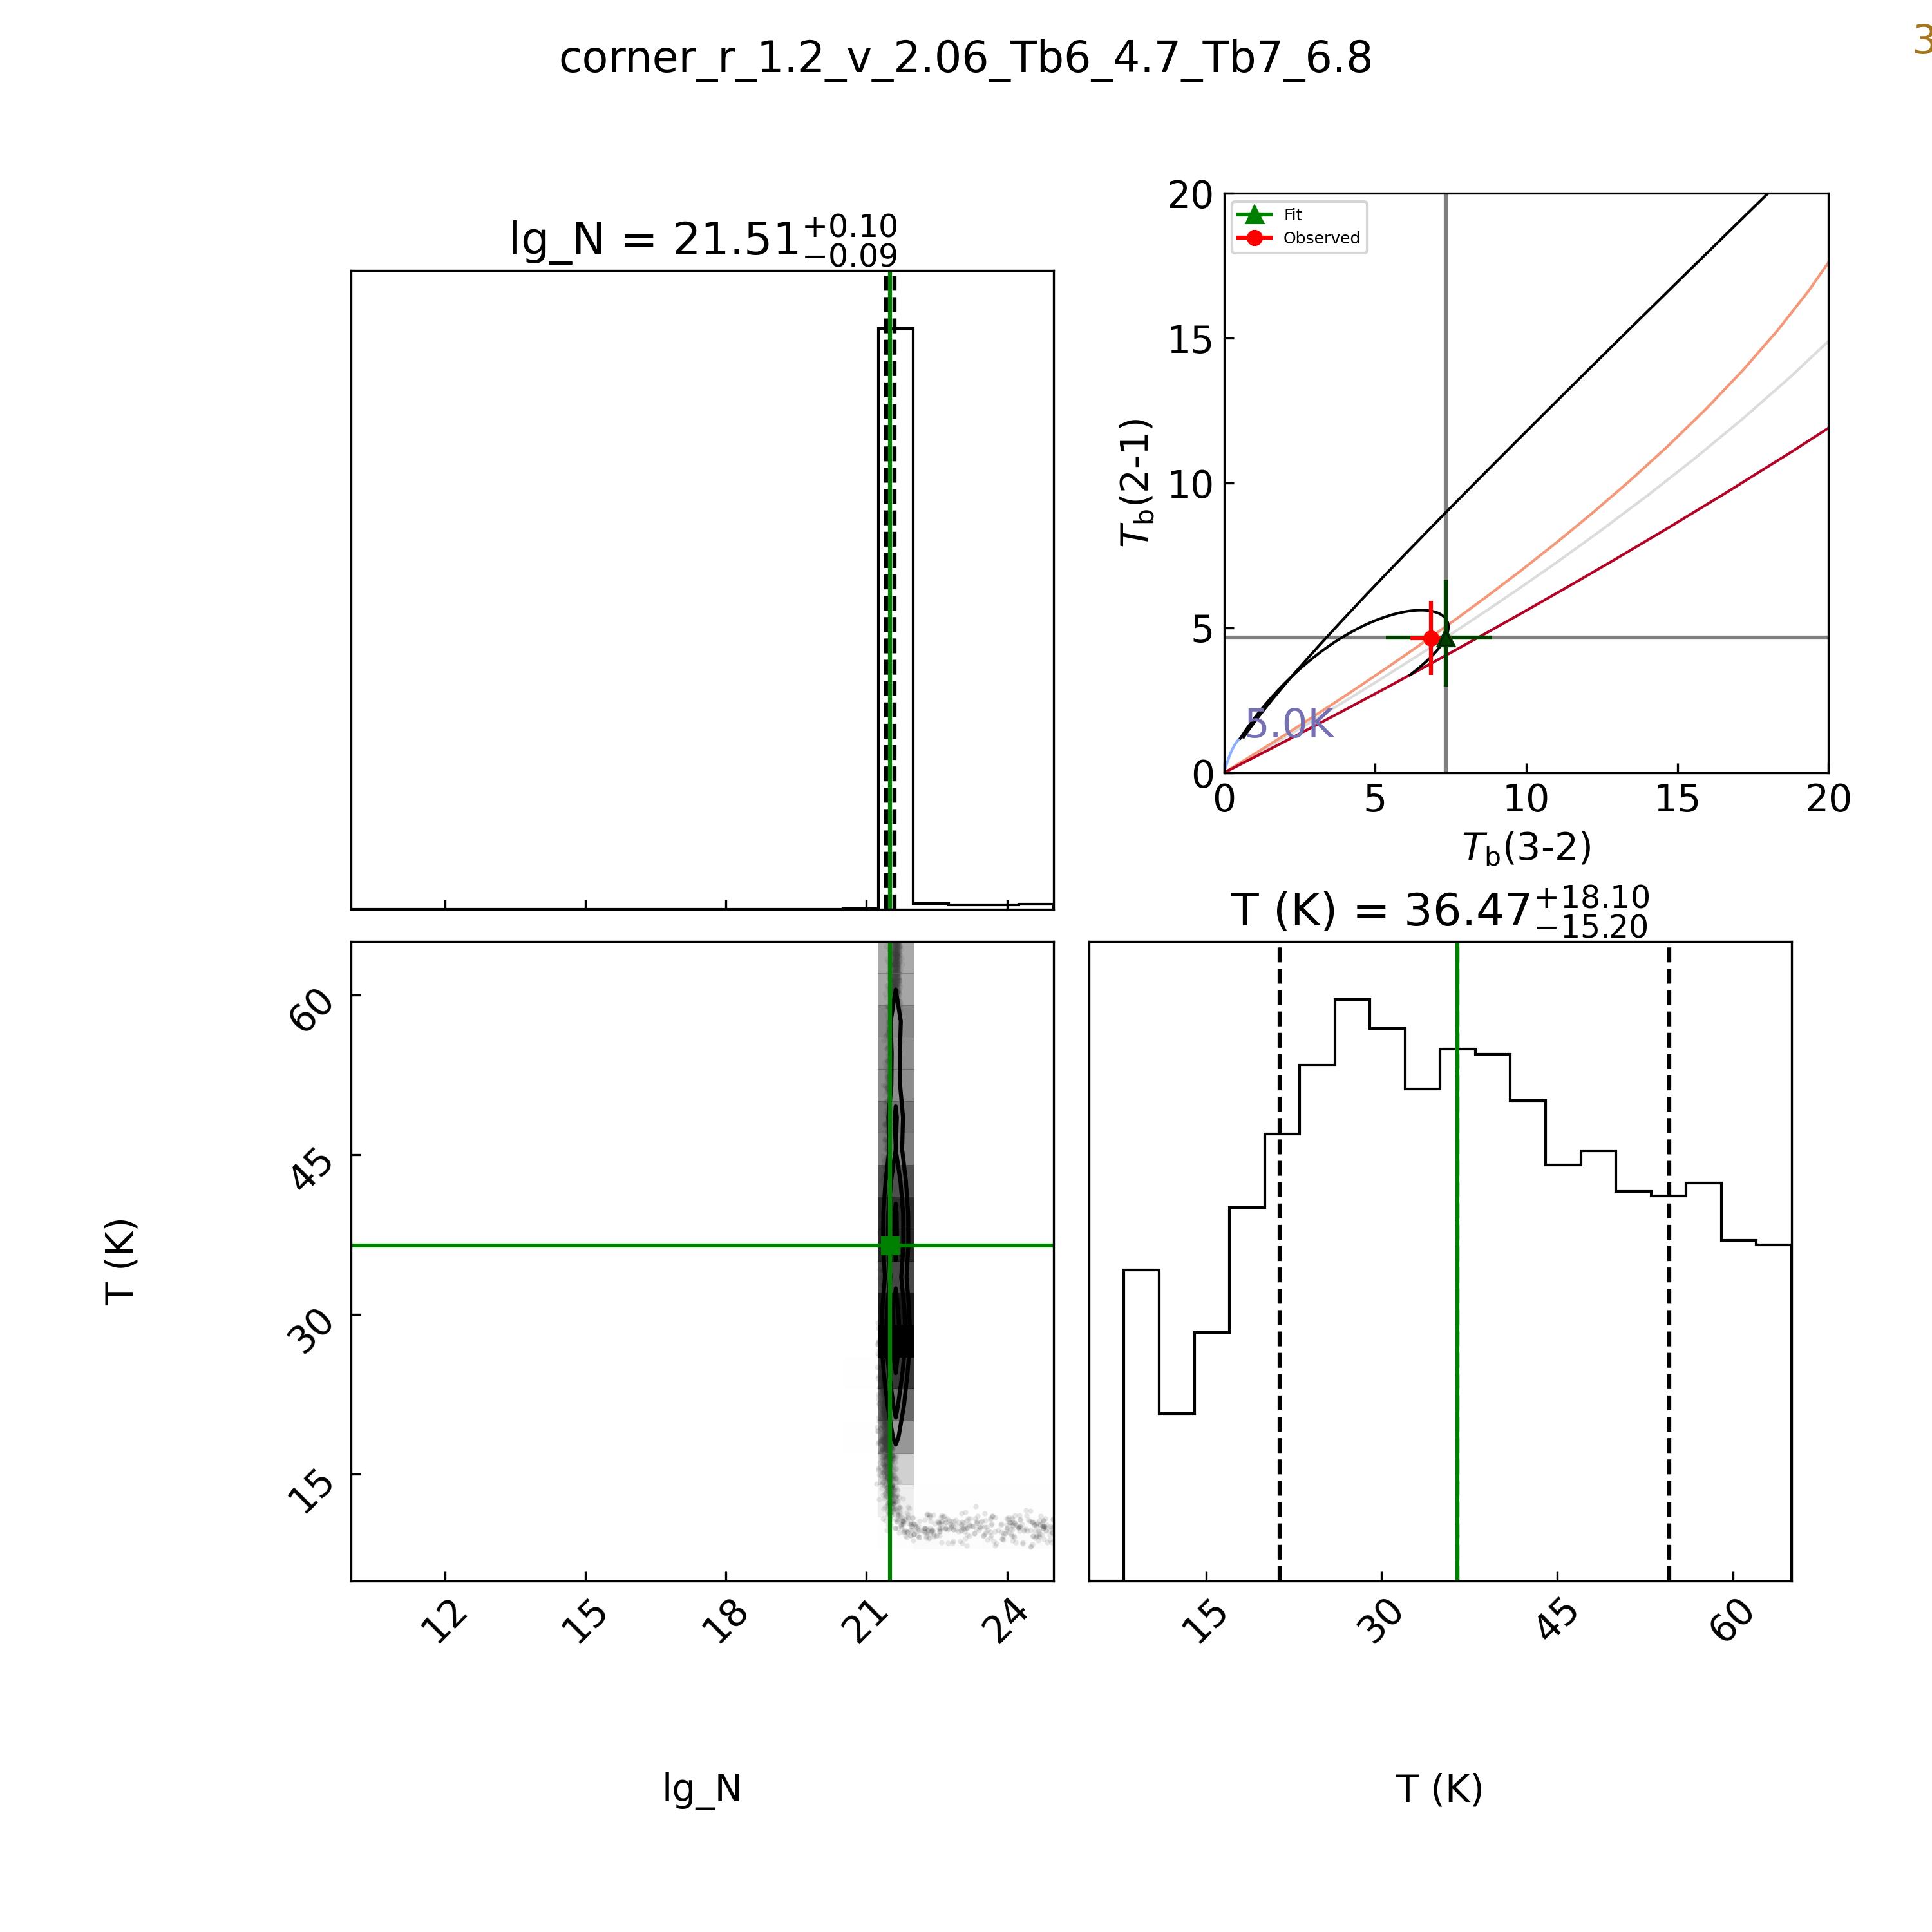 corner_r_1.2_v_2.06_Tb6_4.7_Tb7_6.8
3
lg_N = 21.51 +0.10 −0.09
20
15
10
5
0
Fit
Observed
5.0K
T_b(2-1)
0 5 10 15 20
T_b(3-2)
T (K) = 36.47 +18.10 −15.20
60
45
30
15
T (K)
12 15 18 21 24
15 30 45 60
lg_N
T (K)